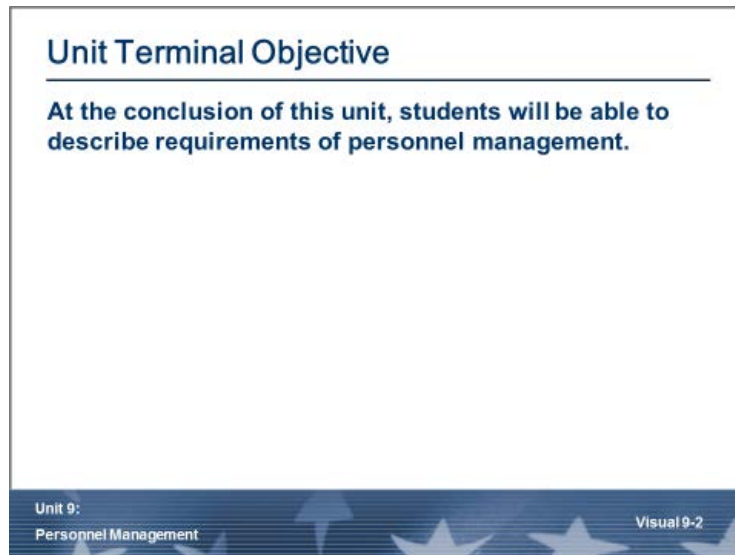 Unit Terminal Objective
At the conclusion of this unit, students will be able to
describe requirements of personnel management.
Unit 9:
Personnel Management
Visual 9-2